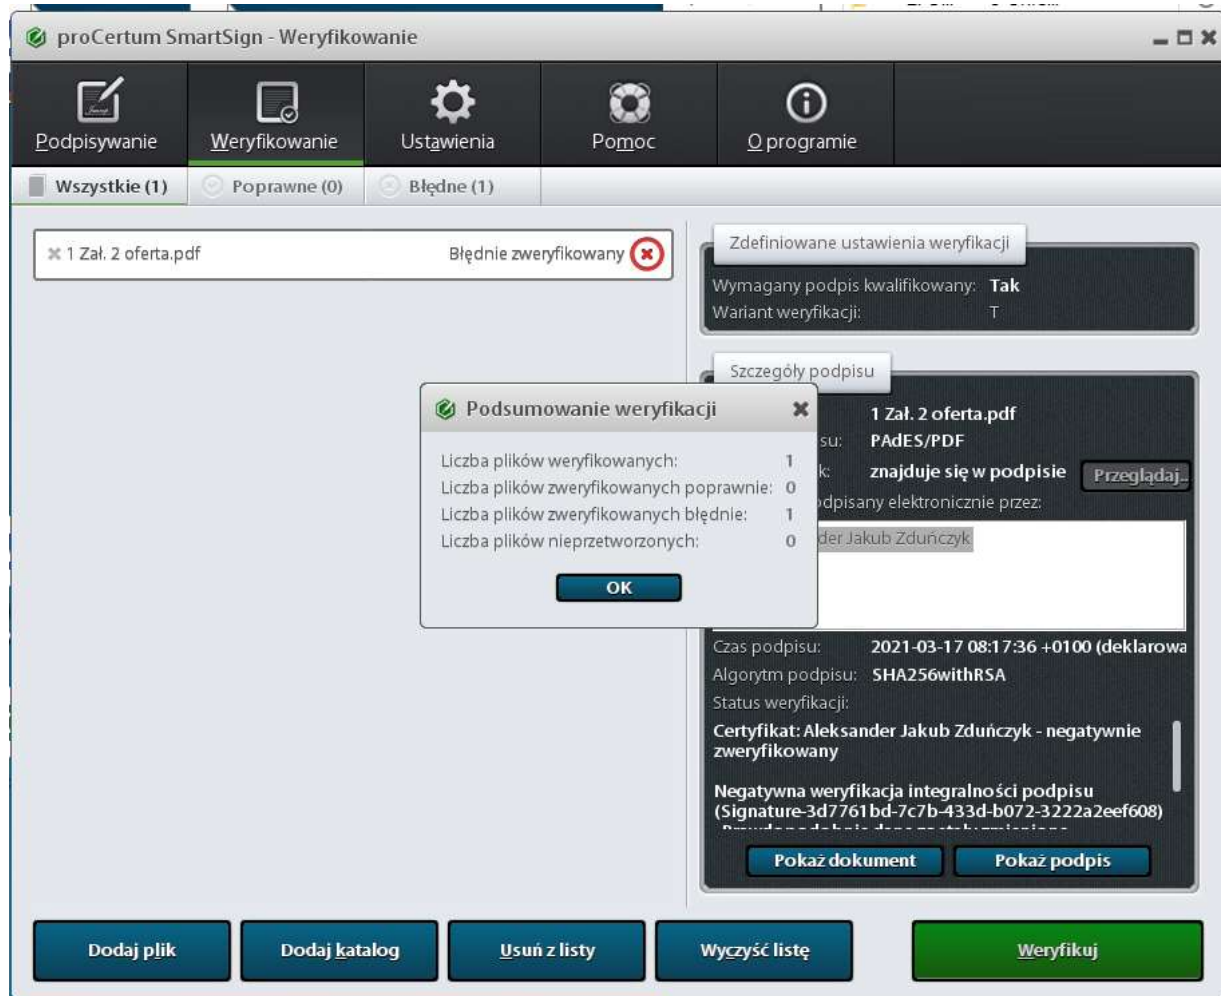 proCertum SmartSign - Weryfikowanie
Podpisywanie
Weryfikowanie
Ustawienia
Pomoc
O programie
Wszystkie (1)
Poprawne (0)
Błędne (1)
1 Zał. 2 oferta.pdf
Błędnie zweryfikowany
Zdefiniowane ustawienia weryfikacji
Wymagany podpis kwalifikowany: Tak
Wariant weryfikacji: T
Szczegóły podpisu
1 Zał. 2 oferta.pdf
su: PAdES/PDF
k: znajduje się w podpisie
Przeglądaj...
dpisany elektronicznie przez:
der Jakub Zduńczyk
Podsumowanie weryfikacji
Liczba plików weryfikowanych: 1
Liczba plików zweryfikowanych poprawnie: 0
Liczba plików zweryfikowanych błędnie: 1
Liczba plików nieprzetworzonych: 0
OK
Czas podpisu: 2021-03-17 08:17:36 +0100 (deklarowa
Algorytm podpisu: SHA256withRSA
Status weryfikacji:
Certyfikat: Aleksander Jakub Zduńczyk - negatywnie
zweryfikowany
Negatywna weryfikacja integralności podpisu
(Signature-3d7761bd-7c7b-433d-b072-3222a2eef608)
Pokaż dokument
Pokaż podpis
Dodaj plik
Dodaj katalog
Usuń z listy
Wyczyść listę
Weryfikuj